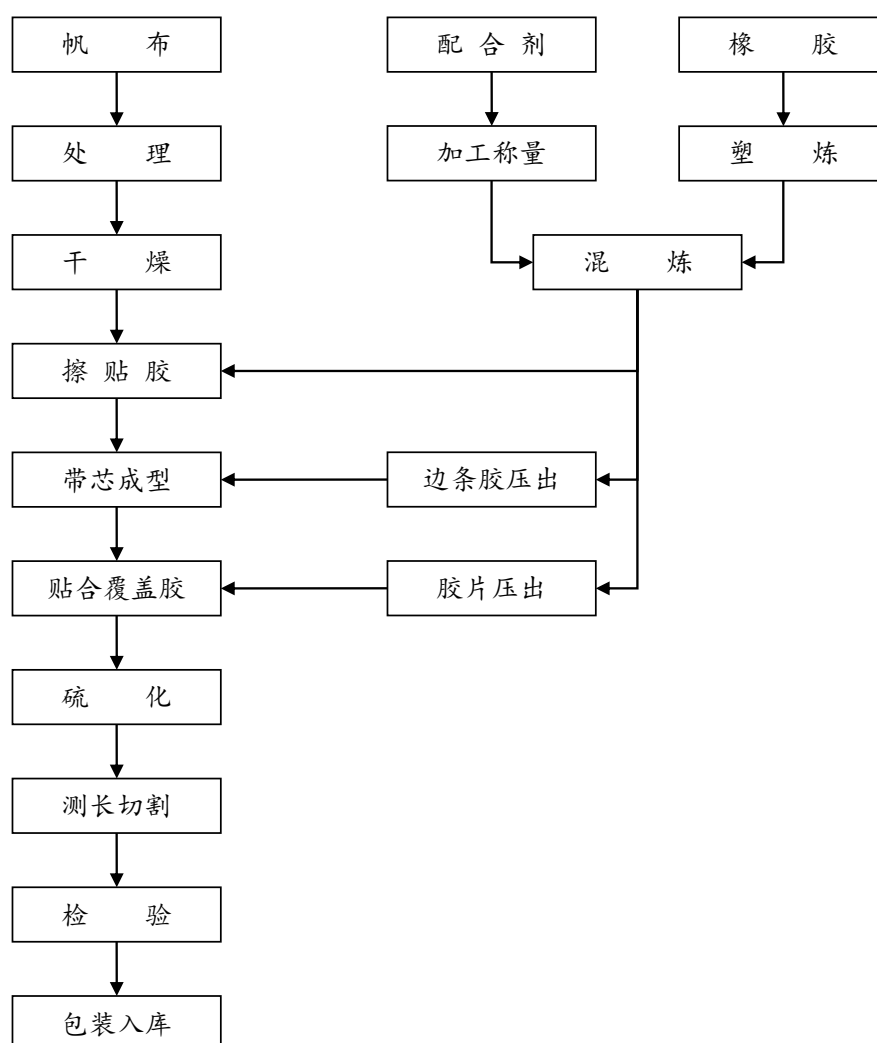 帆布
配合剂
橡胶
处理
加工称量
塑炼
干燥
混炼
擦贴胶
带芯成型
边条胶压出
贴合覆盖胶
胶片压出
硫化
测长切割
检验
包装入库